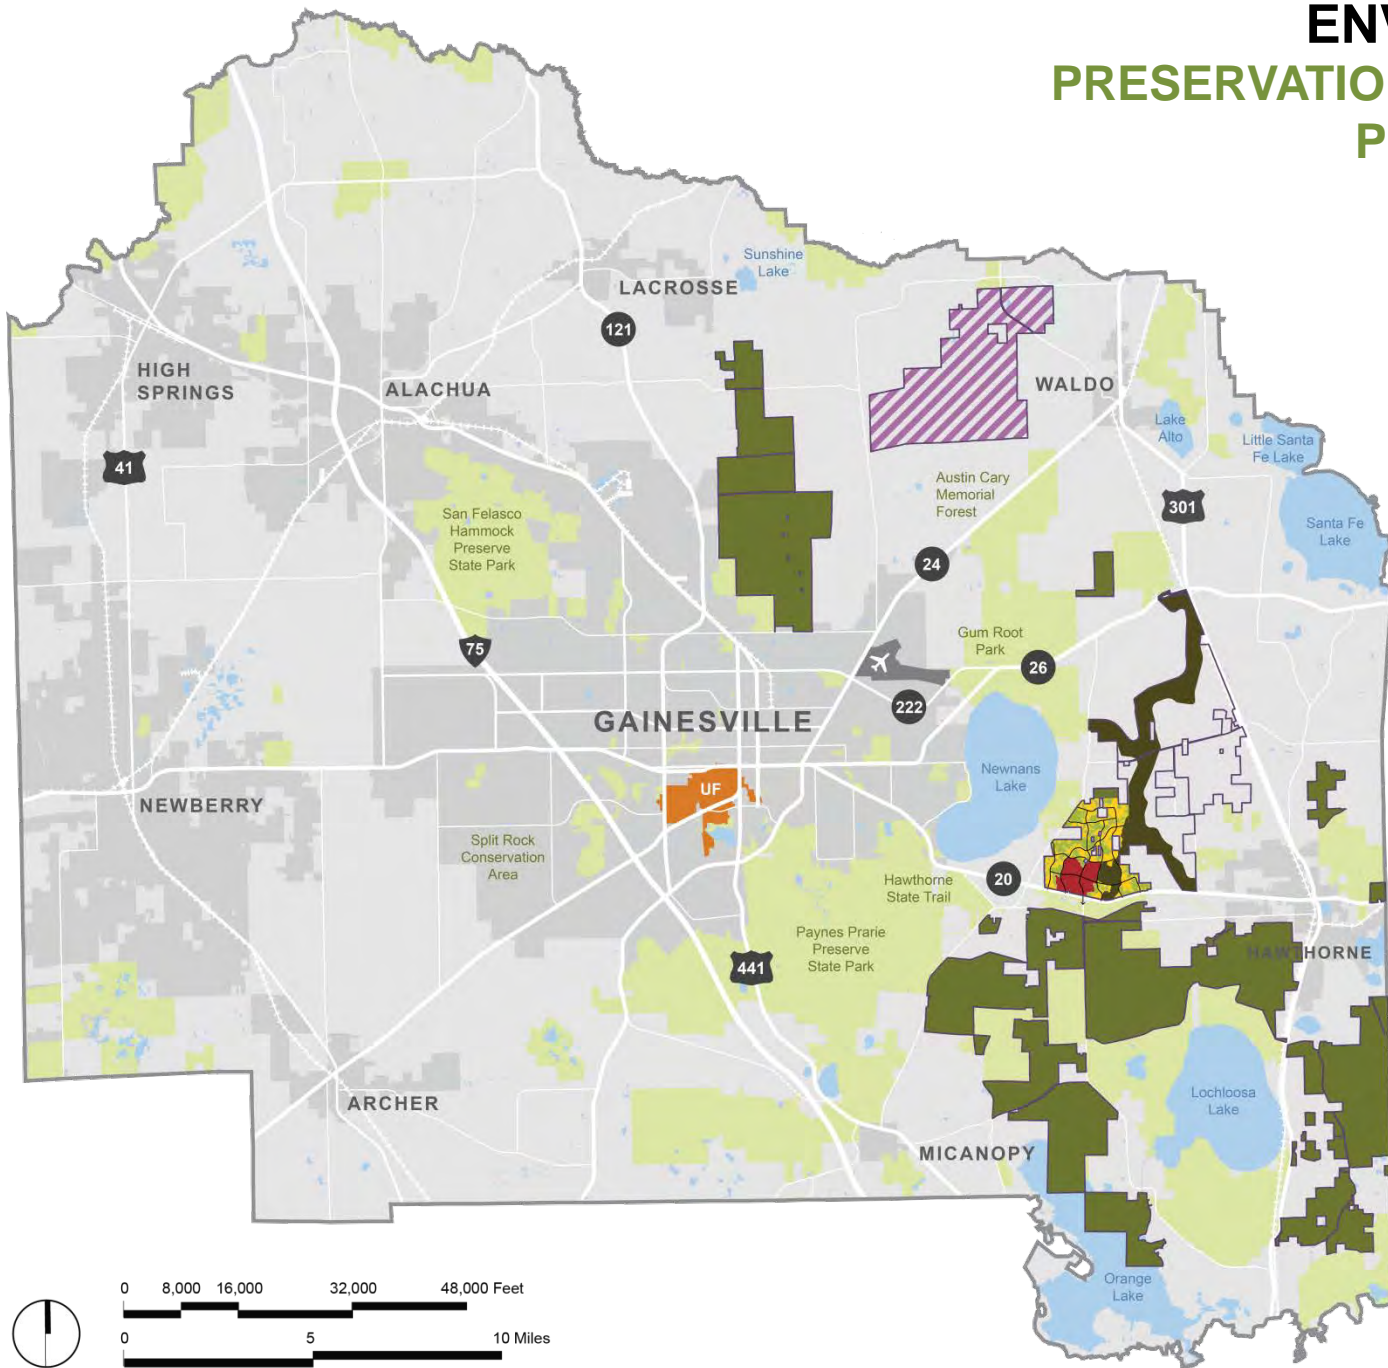 ENV
PRESERVATIO
P
Sunshine
Lake
LACROSSE
121
HIGH
SPRINGS
ALACHUA
WALDO
Lake
Alto
Little Santa
Fe Lake
41
Austin Cary
Memorial
Forest
301
San Felasco
Hammock
Preserve
State Park
Santa Fe
Lake
24
75
Gum Root
Park
26
222
GAINESVILLE
Newnans
Lake
UF
NEWBERRY
Split Rock
Conservation
Area
Hawthorne
State Trail
20
Paynes Prarie
Preserve
State Park
441
HAWTHORNE
ARCHER
Lochloosa
Lake
MICANOPY
Orange
Lake
0 8,000 16,000 32,000 48,000 Feet
0 5 10 Miles